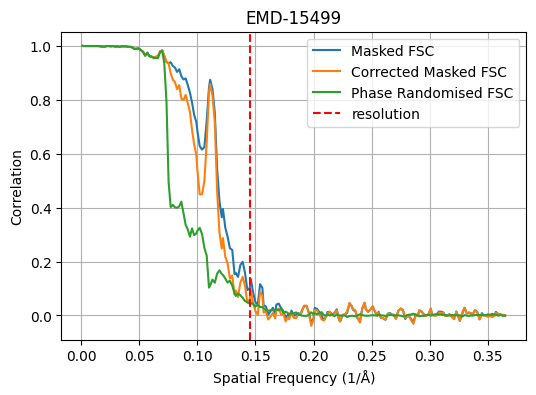 EMD-15499
Masked FSC
Corrected Masked FSC
Phase Randomised FSC
resolution
Correlation
1.0
0.8
0.6
0.4
0.2
0.0
0.00 0.05 0.10 0.15 0.20 0.25 0.30 0.35
Spatial Frequency (1/Å)